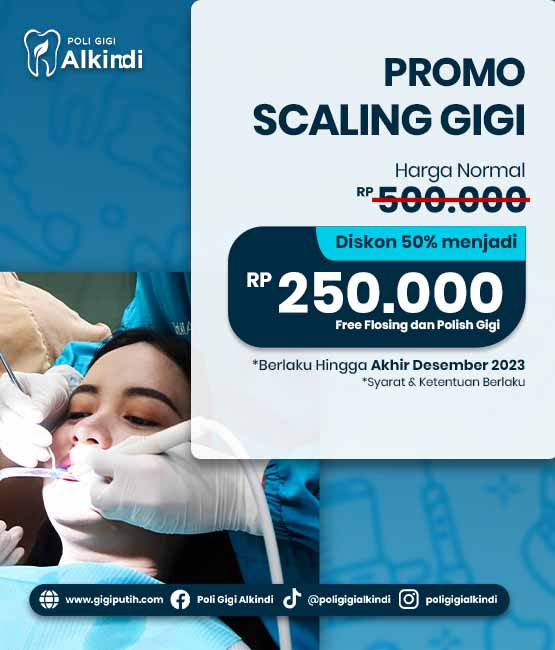 POLI GIGI
Alkindi
PROMO
SCALING GIGI
Harga Normal
RP 500.000
Diskon 50% menjadi
RP 250.000
Free Flosing dan Polish Gigi
*Berlaku Hingga Akhir Desember 2023
*Syarat & Ketentuan Berlaku
www.gigiputih.com Poli Gigi Alkindi @poligigialkindi poligigialkindi